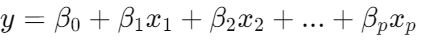 y = β₀ + β₁x₁ + β₂x₂ + ... + βₚxₚ